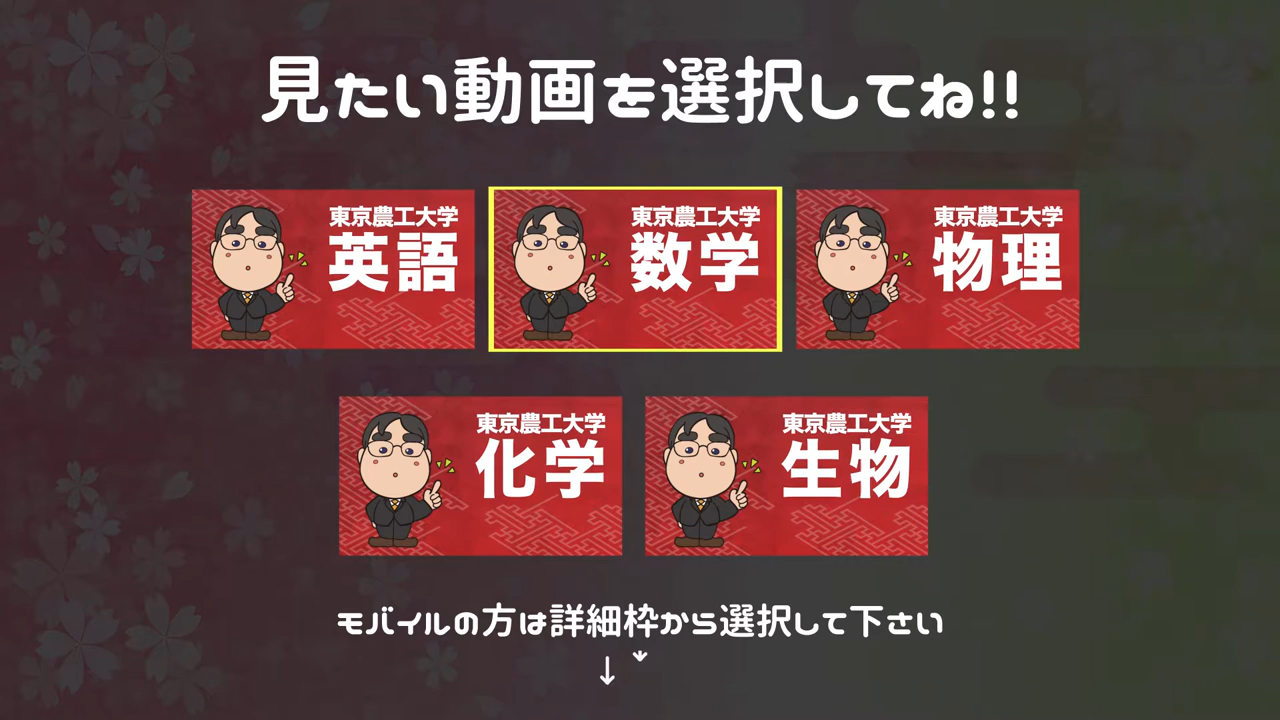 見たい動画を選択してね!!
東京農工大学
英語
東京農工大学
数学
東京農工大学
物理
東京農工大学
化学
東京農工大学
生物
モバイルの方は詳細枠から選択して下さい
↓